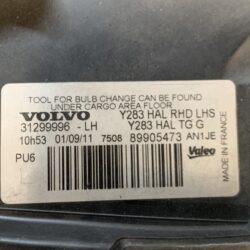 TOOL FOR BULB CHANGE CAN BE FOUND
UNDER CARGO AREA FLOOR
VOLVO Y283 HAL RHD LHS
31299996 - LH Y283 HAL TG G
10h53 01/09/11 7508 89905473 AN1JE
PU6 Valeo
MADE IN FRANCE